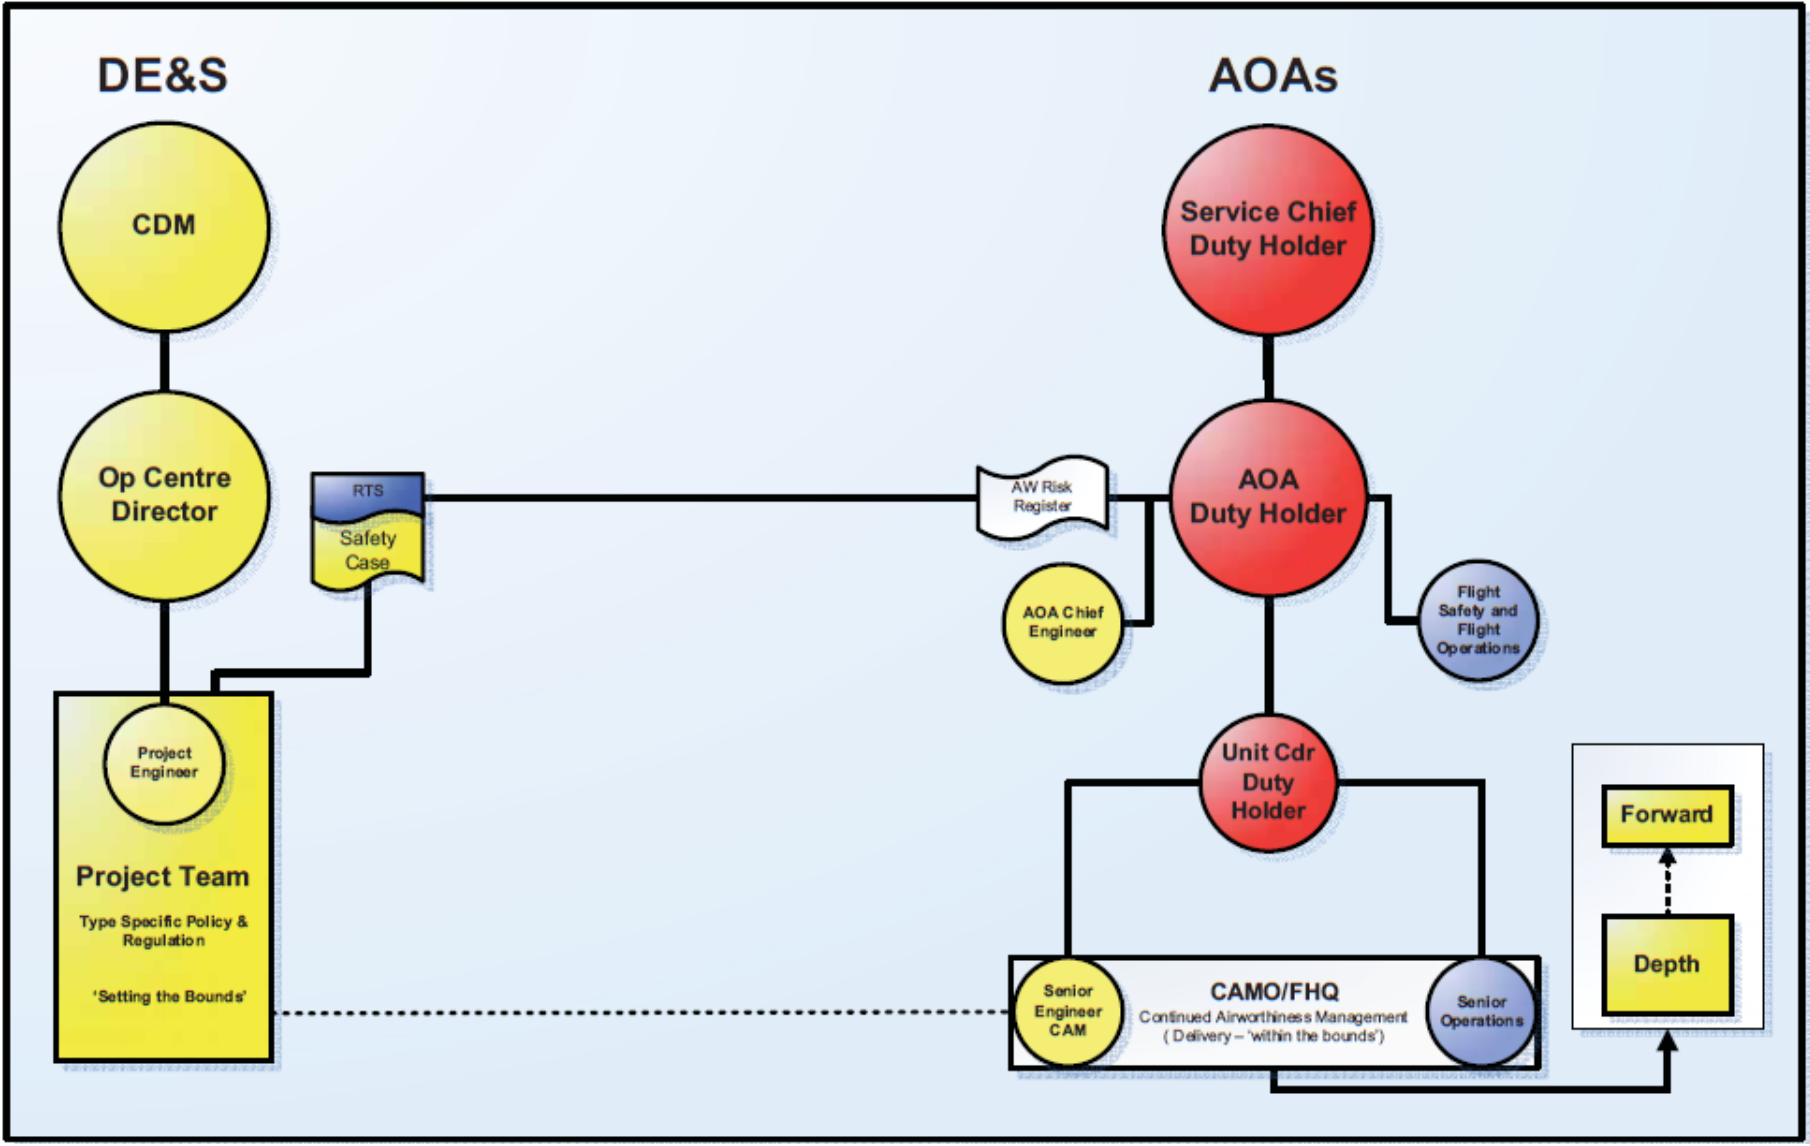 DE&S
AOAs
CDM
Service Chief
Duty Holder
Op Centre
Director
RTS
Safety
Case
AW Risk
Register
AOA
Duty Holder
AOA Chief
Engineer
Flight
Safety and
Flight
Operations
Project
Engineer
Project Team
Type Specific Policy &
Regulation
‘Setting the Bounds’
Unit Cdr
Duty
Holder
Senior
Engineer
CAM
CAMO/FHQ
Continued Airworthiness Management
( Delivery – ‘within the bounds’)
Senior
Operations
Forward
Depth